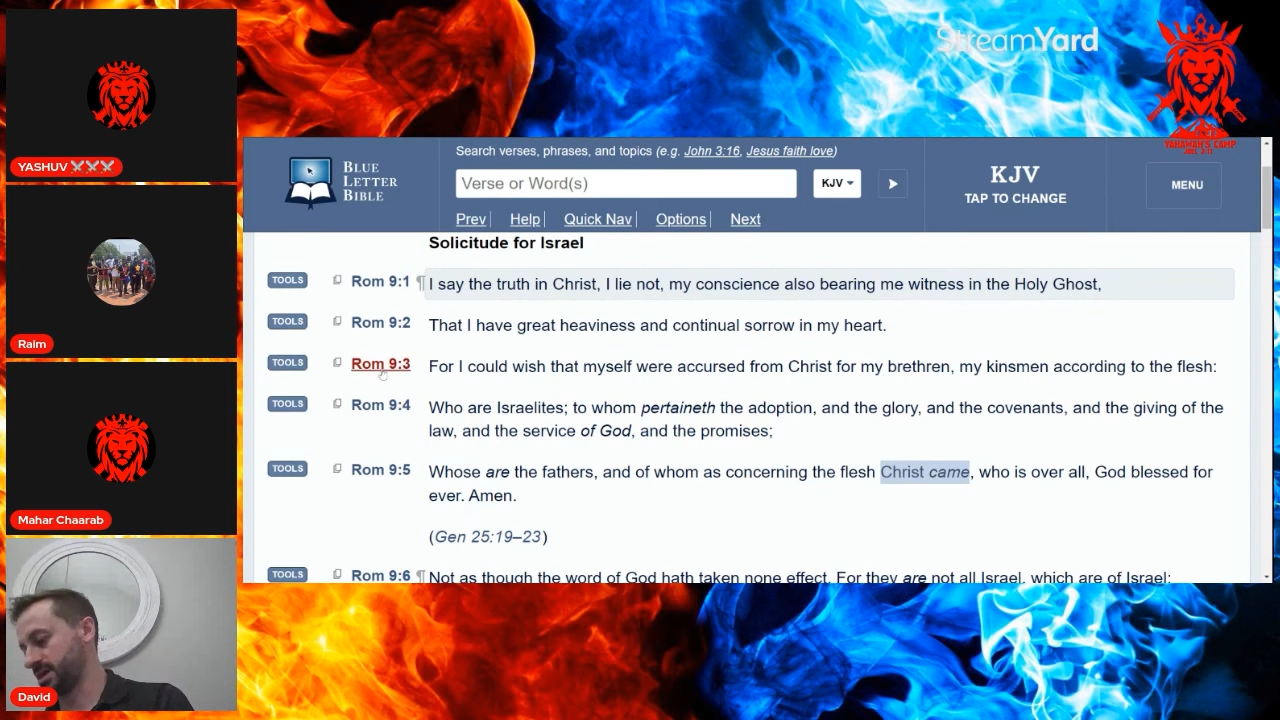 StreamYard
YAHAWAH'S CAMP
YASHUV
Raim
Mahar Chaarab
David
BLUE
LETTER
BIBLE
Search verses, phrases, and topics (e.g. John 3:16, Jesus faith love)
Verse or Word(s)
KJV
Prev| Help| Quick Nav| Options| Next
KJV
TAP TO CHANGE
MENU
Solicitude for Israel
TOOLS Rom 9:1 ¶ I say the truth in Christ, I lie not, my conscience also bearing me witness in the Holy Ghost,
TOOLS Rom 9:2 That I have great heaviness and continual sorrow in my heart.
TOOLS Rom 9:3 For I could wish that myself were accursed from Christ for my brethren, my kinsmen according to the flesh:
TOOLS Rom 9:4 Who are Israelites; to whom pertaineth the adoption, and the glory, and the covenants, and the giving of the
law, and the service of God, and the promises;
TOOLS Rom 9:5 Whose are the fathers, and of whom as concerning the flesh Christ came, who is over all, God blessed for
ever. Amen.
(Gen 25:19–23)
TOOLS Rom 9:6 ¶ Not as though the word of God hath taken none effect. For they are not all Israel, which are of Israel: